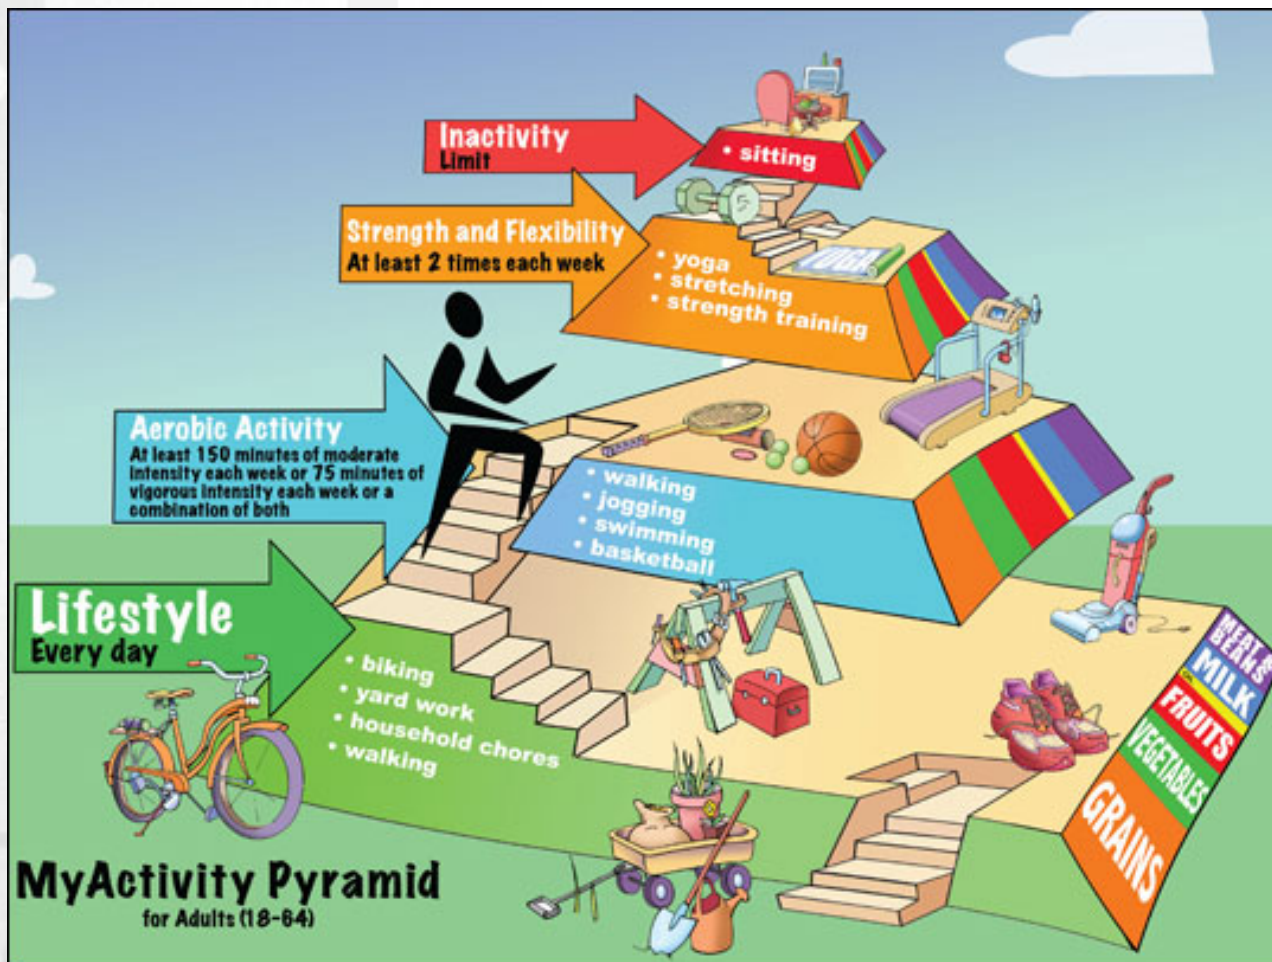 Inactivity
Limit
• sitting
Strength and Flexibility
At least 2 times each week
5
YOGA
• yoga
• stretching
• strength training
Aerobic Activity
At least 150 minutes of moderate
intensity each week or 75 minutes of
vigorous intensity each week or a
combination of both
• walking
• jogging
• swimming
• basketball
Lifestyle
Every day
• biking
• yard work
• household chores
• walking
MEAT &
BEANS
MILK
FRUITS
VEGETABLES
GRAINS
MyActivity Pyramid
for Adults (18-64)